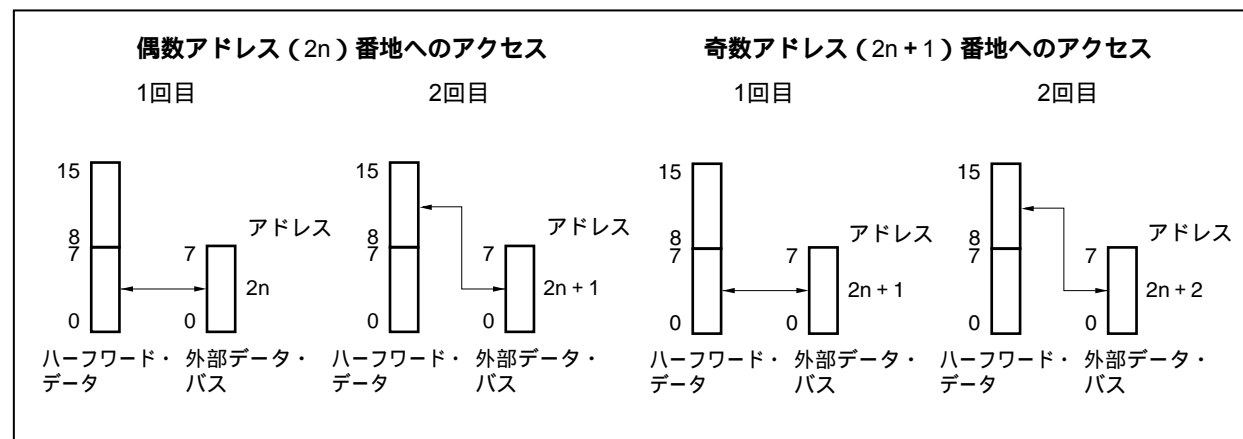 偶数アドレス（2n）番地へのアクセス
1回目
2回目
15
8
7
0
7
0
アドレス
2n
ハーフワード・
データ
外部データ・
バス
15
8
7
0
7
0
アドレス
2n + 1
ハーフワード・
データ
外部データ・
バス
奇数アドレス（2n + 1）番地へのアクセス
1回目
2回目
15
8
7
0
7
0
アドレス
2n + 1
ハーフワード・
データ
外部データ・
バス
15
8
7
0
7
0
アドレス
2n + 2
ハーフワード・
データ
外部データ・
バス